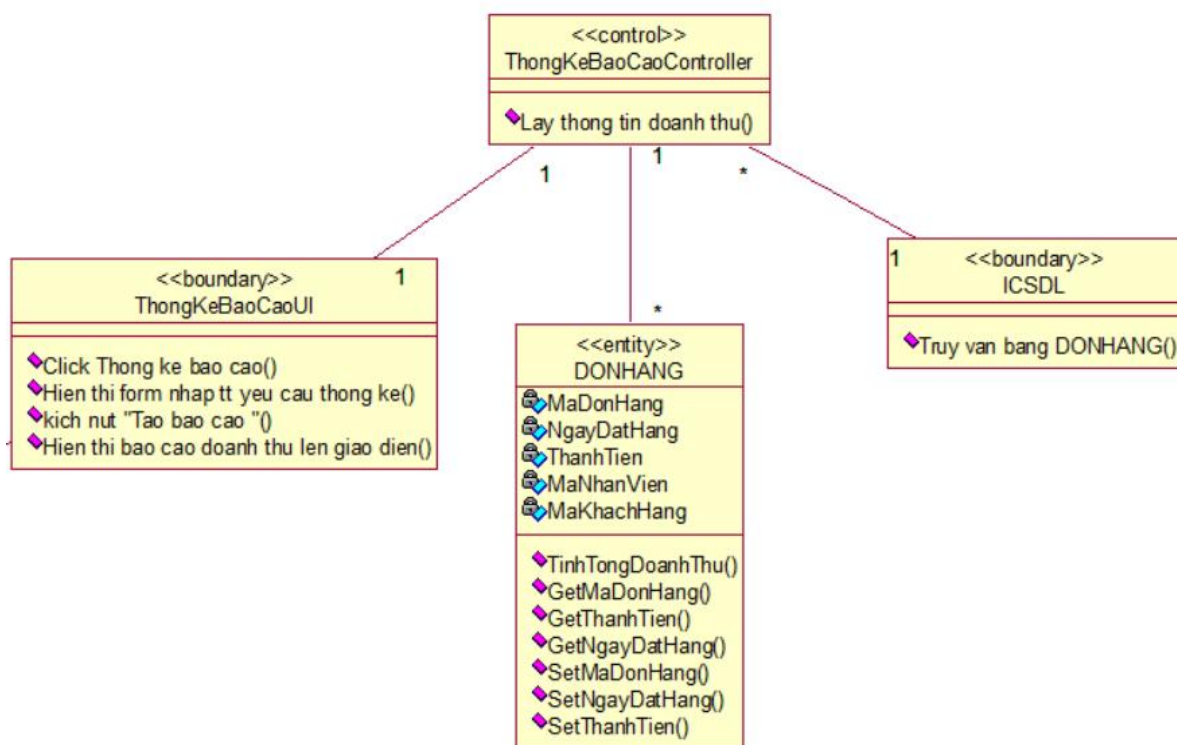 <<control>>
ThongKeBaoCaoController
Lay thong tin doanh thu()
1
1
*
<<boundary>>
ThongKeBaoCaoUI
1
Click Thong ke bao cao()
Hien thi form nhap tt yeu cau thong ke()
kich nut "Tao bao cao "()
Hien thi bao cao doanh thu len giao dien()
*
<<entity>>
DONHANG
MaDonHang
NgayDatHang
ThanhTien
MaNhanVien
MaKhachHang
TinhTongDoanhThu()
GetMaDonHang()
GetThanhTien()
GetNgayDatHang()
SetMaDonHang()
SetNgayDatHang()
SetThanhTien()
1
<<boundary>>
ICSDL
Truy van bang DONHANG()